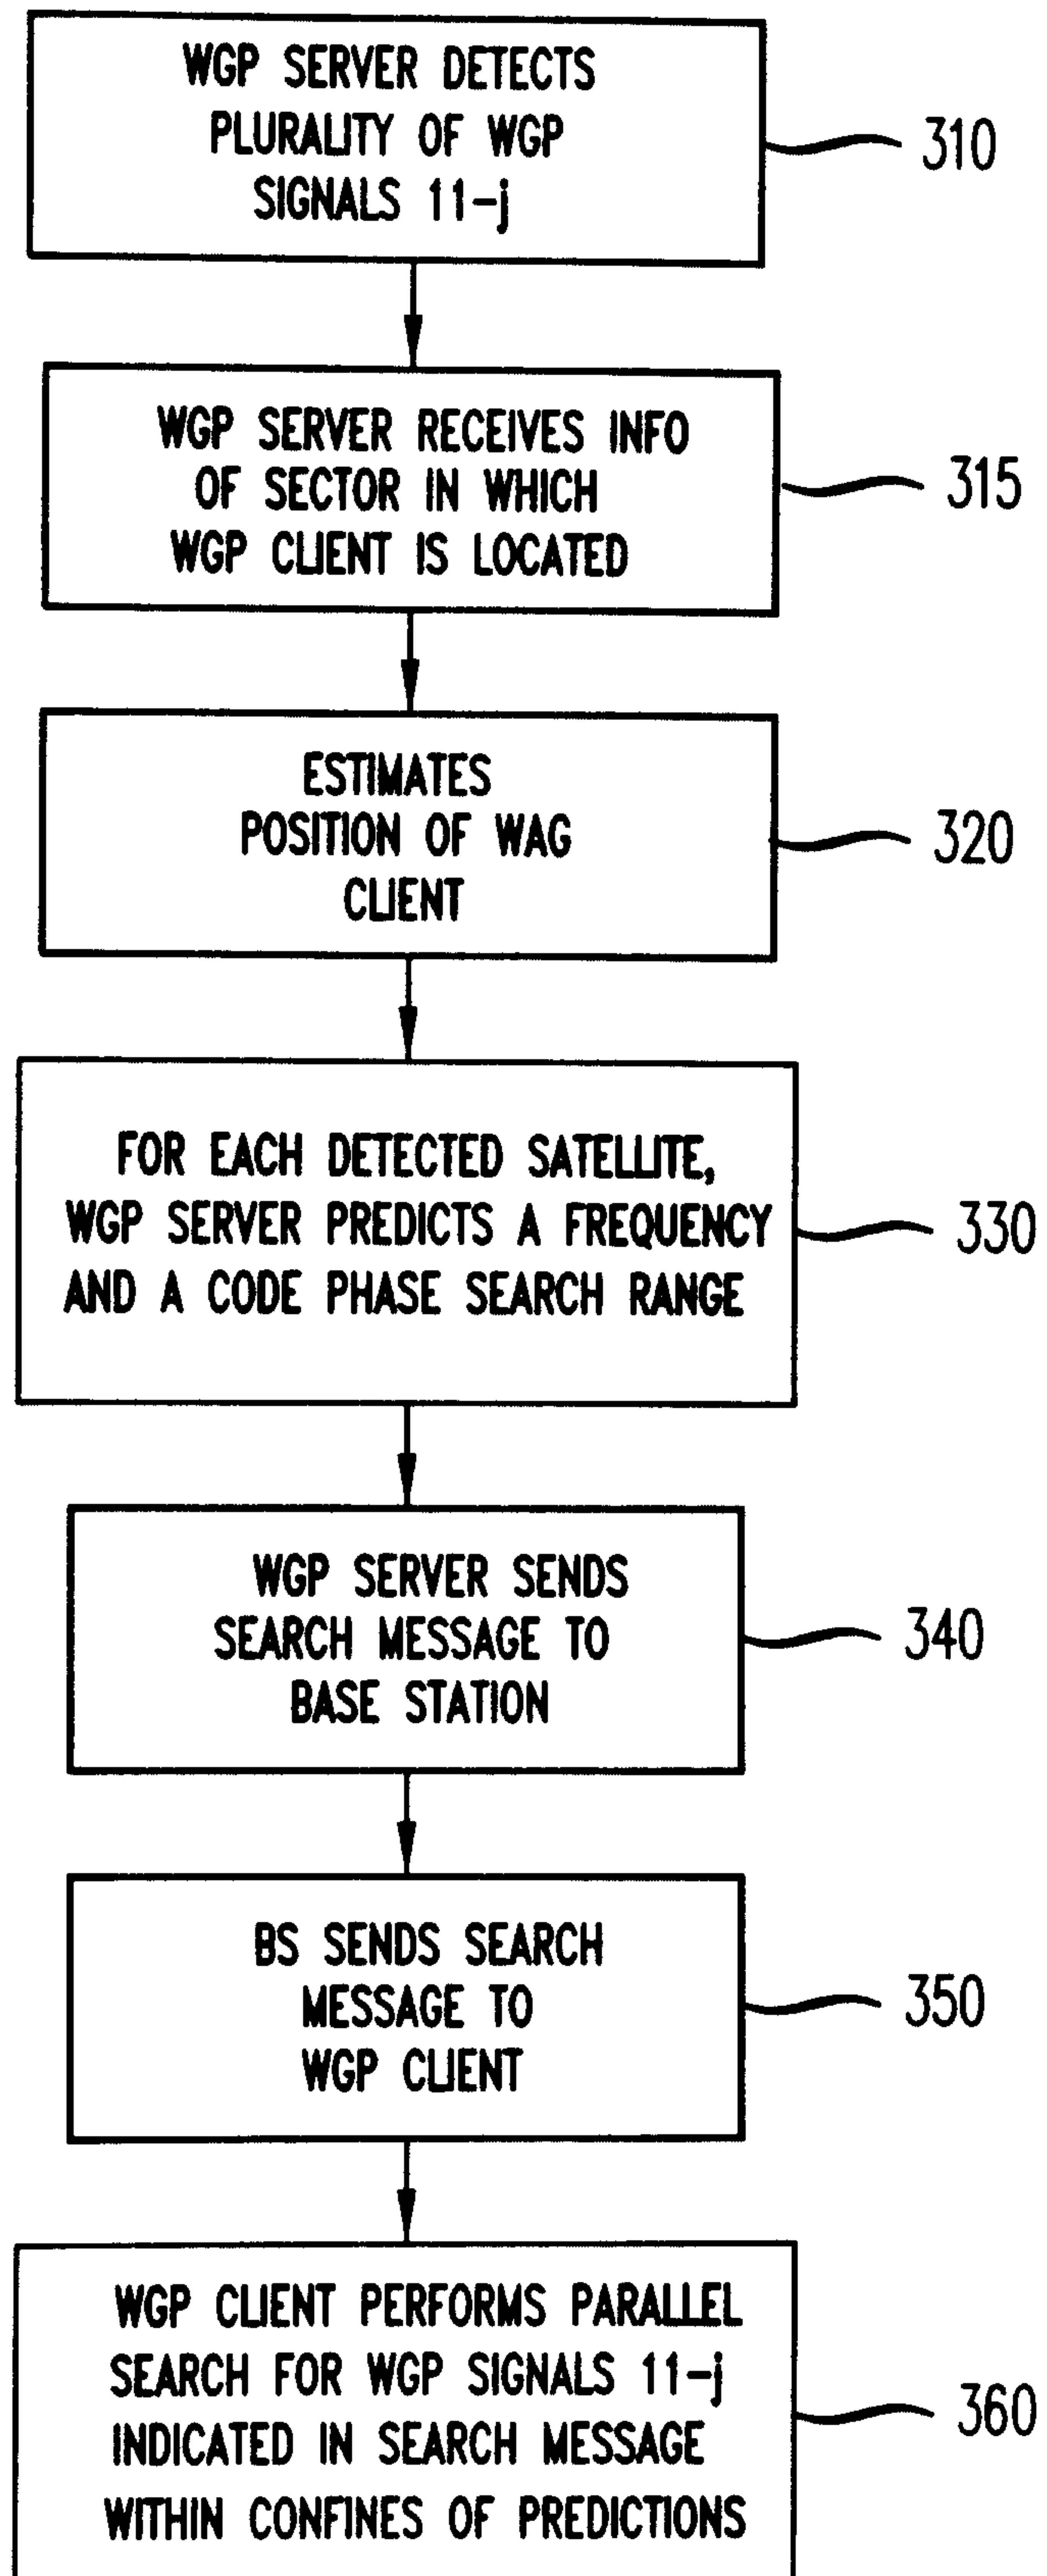 WGP SERVER DETECTS
PLURALITY OF WGP
SIGNALS 11-j
310
WGP SERVER RECEIVES INFO
OF SECTOR IN WHICH
WGP CLIENT IS LOCATED
315
ESTIMATES
POSITION OF WAG
CLIENT
320
FOR EACH DETECTED SATELLITE,
WGP SERVER PREDICTS A FREQUENCY
AND A CODE PHASE SEARCH RANGE
330
WGP SERVER SENDS
SEARCH MESSAGE TO
BASE STATION
340
BS SENDS SEARCH
MESSAGE TO
WGP CLIENT
350
WGP CLIENT PERFORMS PARALLEL
SEARCH FOR WGP SIGNALS 11-j
INDICATED IN SEARCH MESSAGE
WITHIN CONFINES OF PREDICTIONS
360